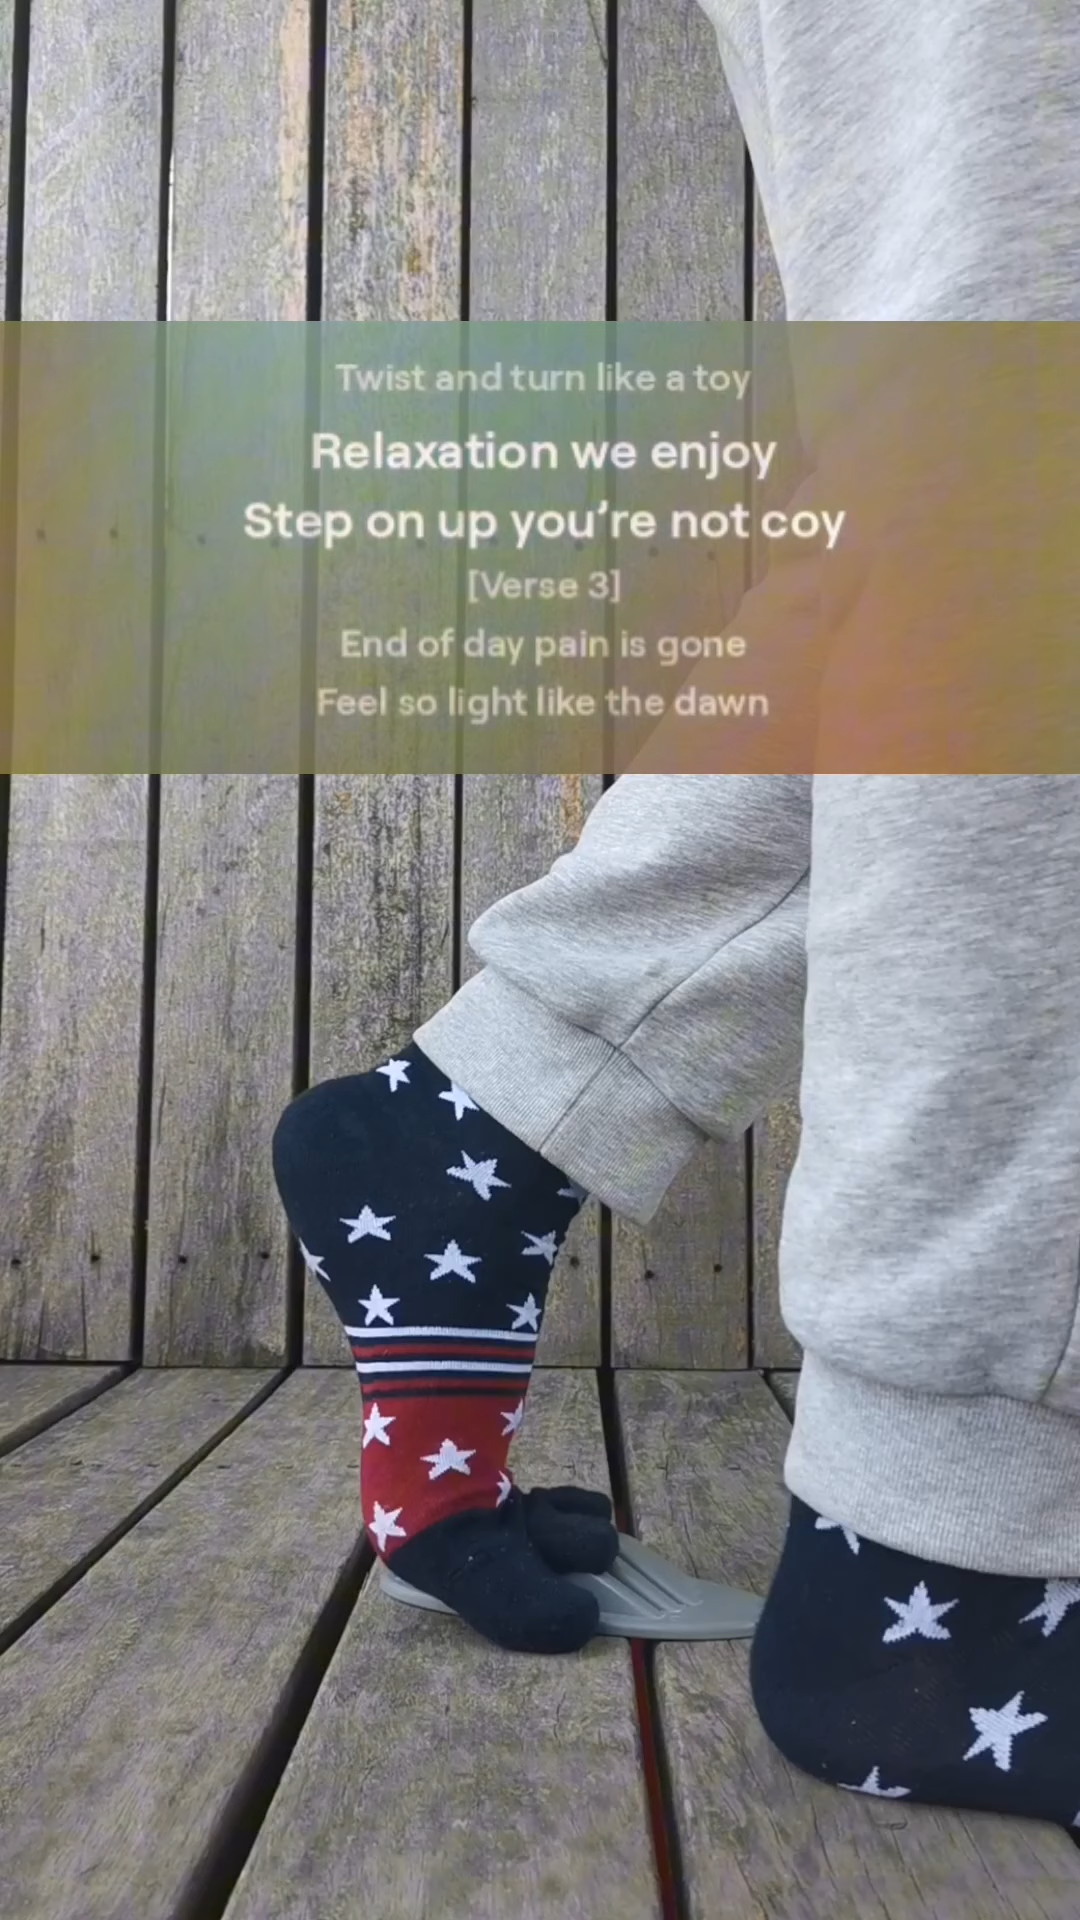 Twist and turn like a toy
Relaxation we enjoy
Step on up you're not coy
[Verse 3]
End of day pain is gone
Feel so light like the dawn